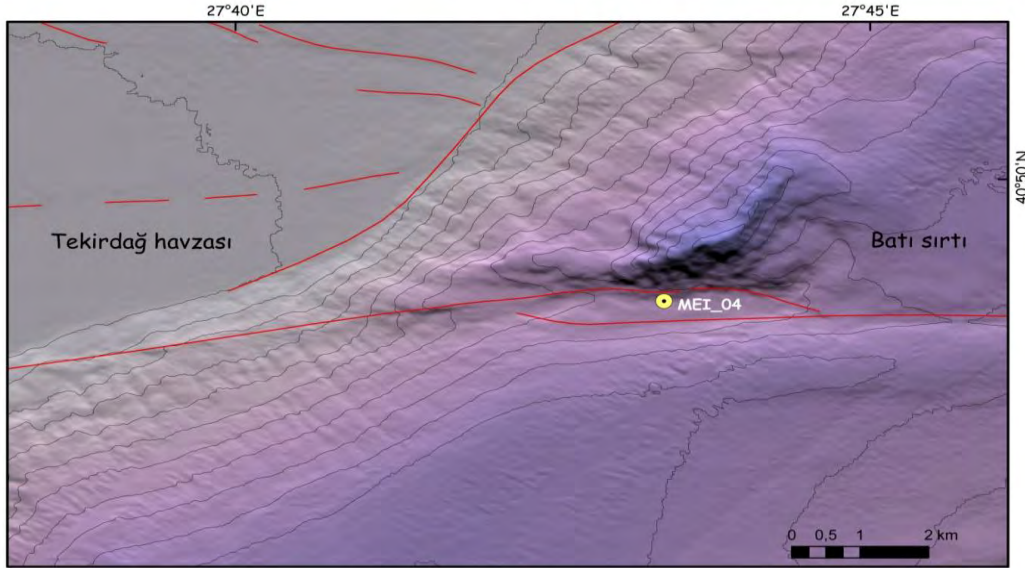 27°40'E
27°45'E
40°50'N
Tekirdağ havzası
Batı sırtı
MEI_04
0 0,5 1 2 km